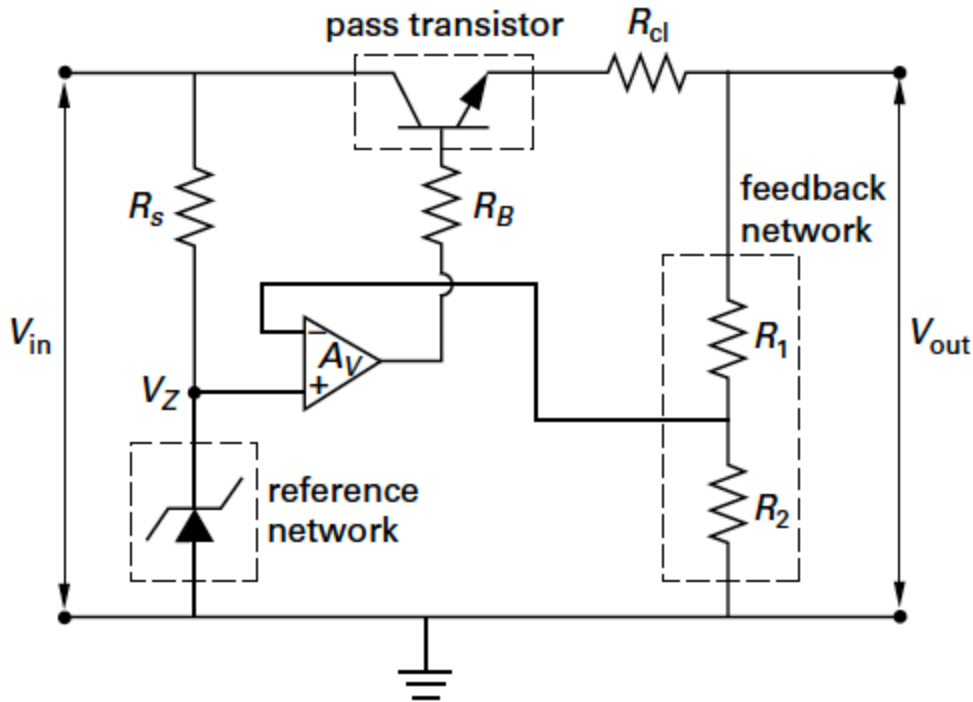 pass transistor
Rcl
Rs
RB
feedback
network
Vin
−
AV
+
VZ
R1
Vout
reference
network
R2